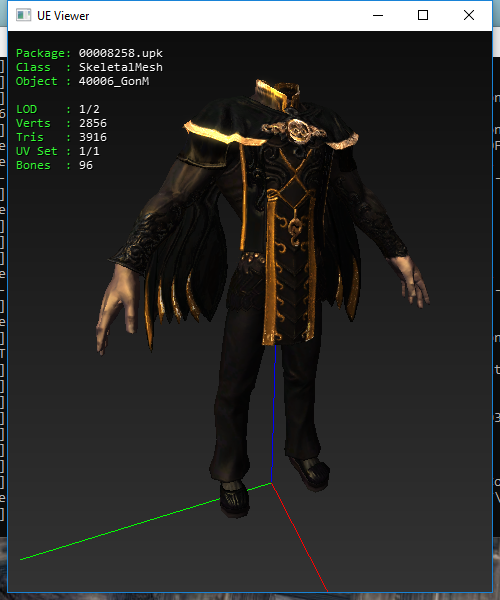 UE Viewer
Package: 00008258.upk
Class : SkeletalMesh
Object : 40006_GonM
LOD : 1/2
Verts : 2856
Tris : 3916
UV Set : 1/1
Bones : 96